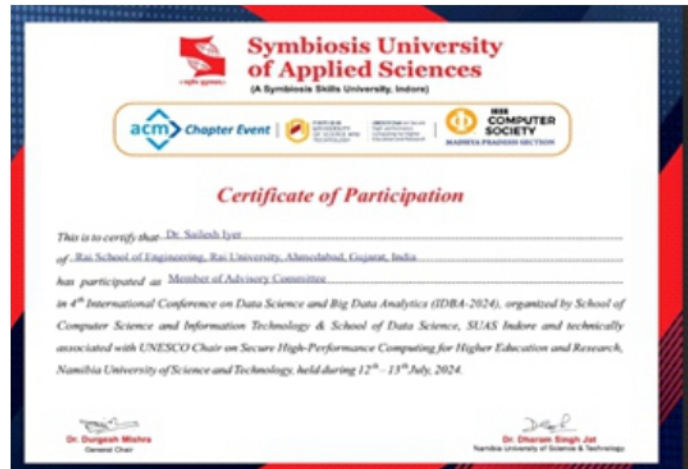 Symbiosis University
of Applied Sciences
(A Symbiosis Skills University, Indore)
acm Chapter Event
IEEE
COMPUTER
SOCIETY
MADHYA PRADESH SECTION
Certificate of Participation
This is to certify that Dr. Sailesh Iyer
of Rai School of Engineering, Rai University, Ahmedabad, Gujarat, India
has participated as Member of Advisory Committee
in 4th International Conference on Data Science and Big Data Analytics (IDBA-2024), organized by School of
Computer Science and Information Technology & School of Data Science, SUAS Indore and technically
associated with UNESCO Chair on Secure High-Performance Computing for Higher Education and Research,
Namibia University of Science and Technology, held during 12th - 13th July, 2024.
Dr. Durgesh Mishra
General Chair
Dr. Dharam Singh Jat
Namibia University of Science & Technology